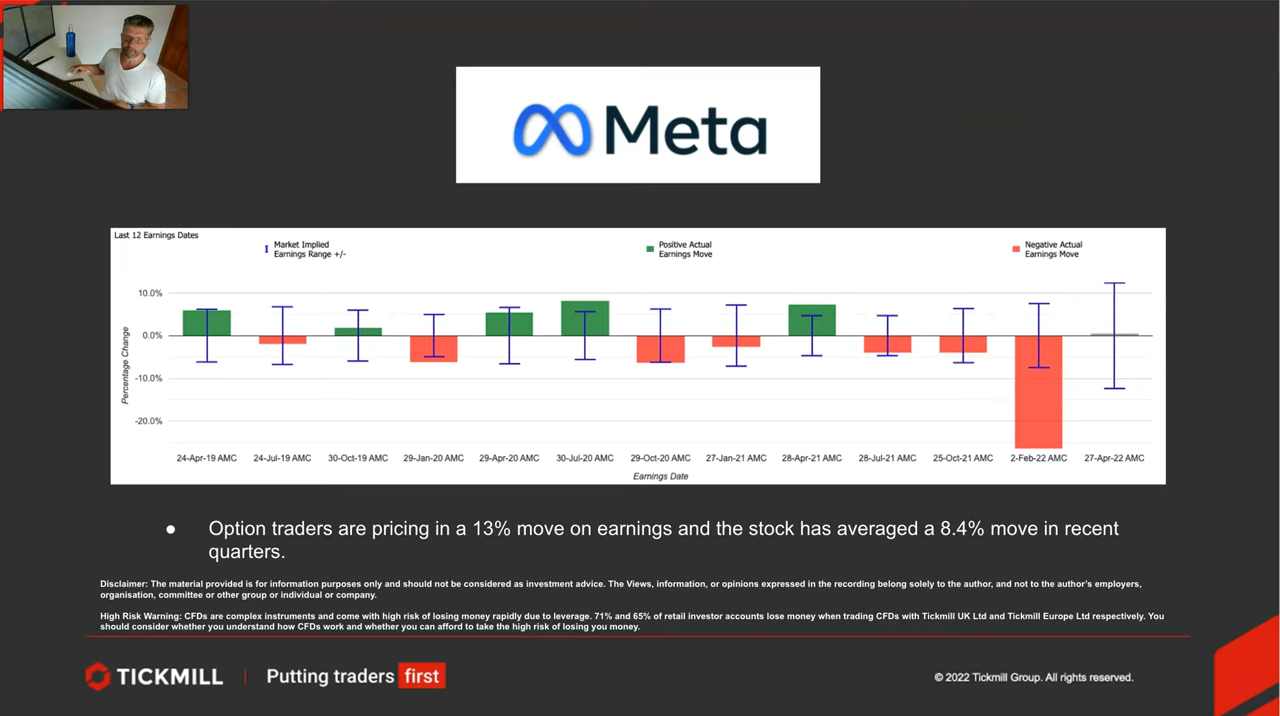 Meta
Last 12 Earnings Dates
Market Implied
Earnings Range +/-
Positive Actual
Earnings Move
Negative Actual
Earnings Move
10.0%
0.0%
-10.0%
-20.0%
Percentage Change
24-Apr-19 AMC 24-Jul-19 AMC 30-Oct-19 AMC 29-Jan-20 AMC 29-Apr-20 AMC 30-Jul-20 AMC 29-Oct-20 AMC 27-Jan-21 AMC 28-Apr-21 AMC 28-Jul-21 AMC 25-Oct-21 AMC 2-Feb-22 AMC 27-Apr-22 AMC
Earnings Date
● Option traders are pricing in a 13% move on earnings and the stock has averaged a 8.4% move in recent
quarters.
Disclaimer: The material provided is for information purposes only and should not be considered as investment advice. The Views, information, or opinions expressed in the recording belong solely to the author, and not to the author's employers,
organisation, committee or other group or individual or company.
High Risk Warning: CFDs are complex instruments and come with high risk of losing money rapidly due to leverage. 71% and 65% of retail investor accounts lose money when trading CFDs with Tickmill UK Ltd and Tickmill Europe Ltd respectively. You
should consider whether you understand how CFDs work and whether you can afford to take the high risk of losing you money.
TICKMILL | Putting traders first
© 2022 Tickmill Group. All rights reserved.